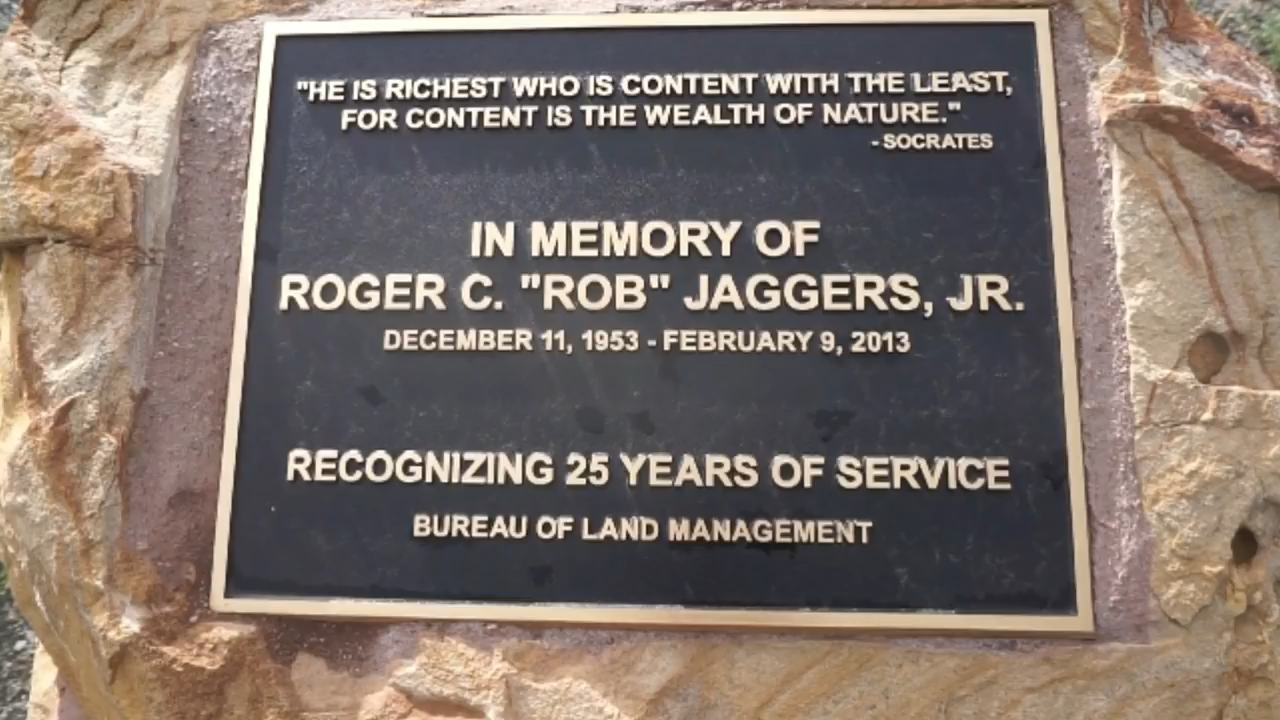 "HE IS RICHEST WHO IS CONTENT WITH THE LEAST,
FOR CONTENT IS THE WEALTH OF NATURE."
- SOCRATES
IN MEMORY OF
ROGER C. "ROB" JAGGERS, JR.
DECEMBER 11, 1953 - FEBRUARY 9, 2013
RECOGNIZING 25 YEARS OF SERVICE
BUREAU OF LAND MANAGEMENT